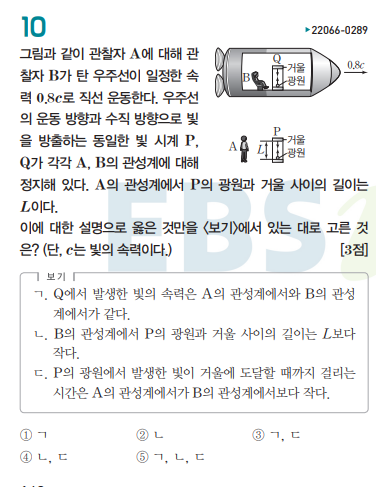 10
▶22066-0289
그림과 같이 관찰자 A에 대해 관
찰자 B가 탄 우주선이 일정한 속
력 0.8c로 직선 운동한다. 우주선
의 운동 방향과 수직 방향으로 빛
을 방출하는 동일한 빛 시계 P,
Q가 각각 A, B의 관성계에 대해
정지해 있다. A의 관성계에서 P의 광원과 거울 사이의 길이는
L이다.
Q
거울
B
광원
0.8c
P
A
L
거울
광원
이에 대한 설명으로 옳은 것만을 <보기>에서 있는 대로 고른 것
은? (단, c는 빛의 속력이다.) [3점]
보기
ㄱ. Q에서 발생한 빛의 속력은 A의 관성계에서와 B의 관성
계에서가 같다.
ㄴ. B의 관성계에서 P의 광원과 거울 사이의 길이는 L보다
작다.
ㄷ. P의 광원에서 발생한 빛이 거울에 도달할 때까지 걸리는
시간은 A의 관성계에서가 B의 관성계에서보다 작다.
① ㄱ ② ㄴ ③ ㄱ, ㄷ
④ ㄴ, ㄷ ⑤ ㄱ, ㄴ, ㄷ
EBS